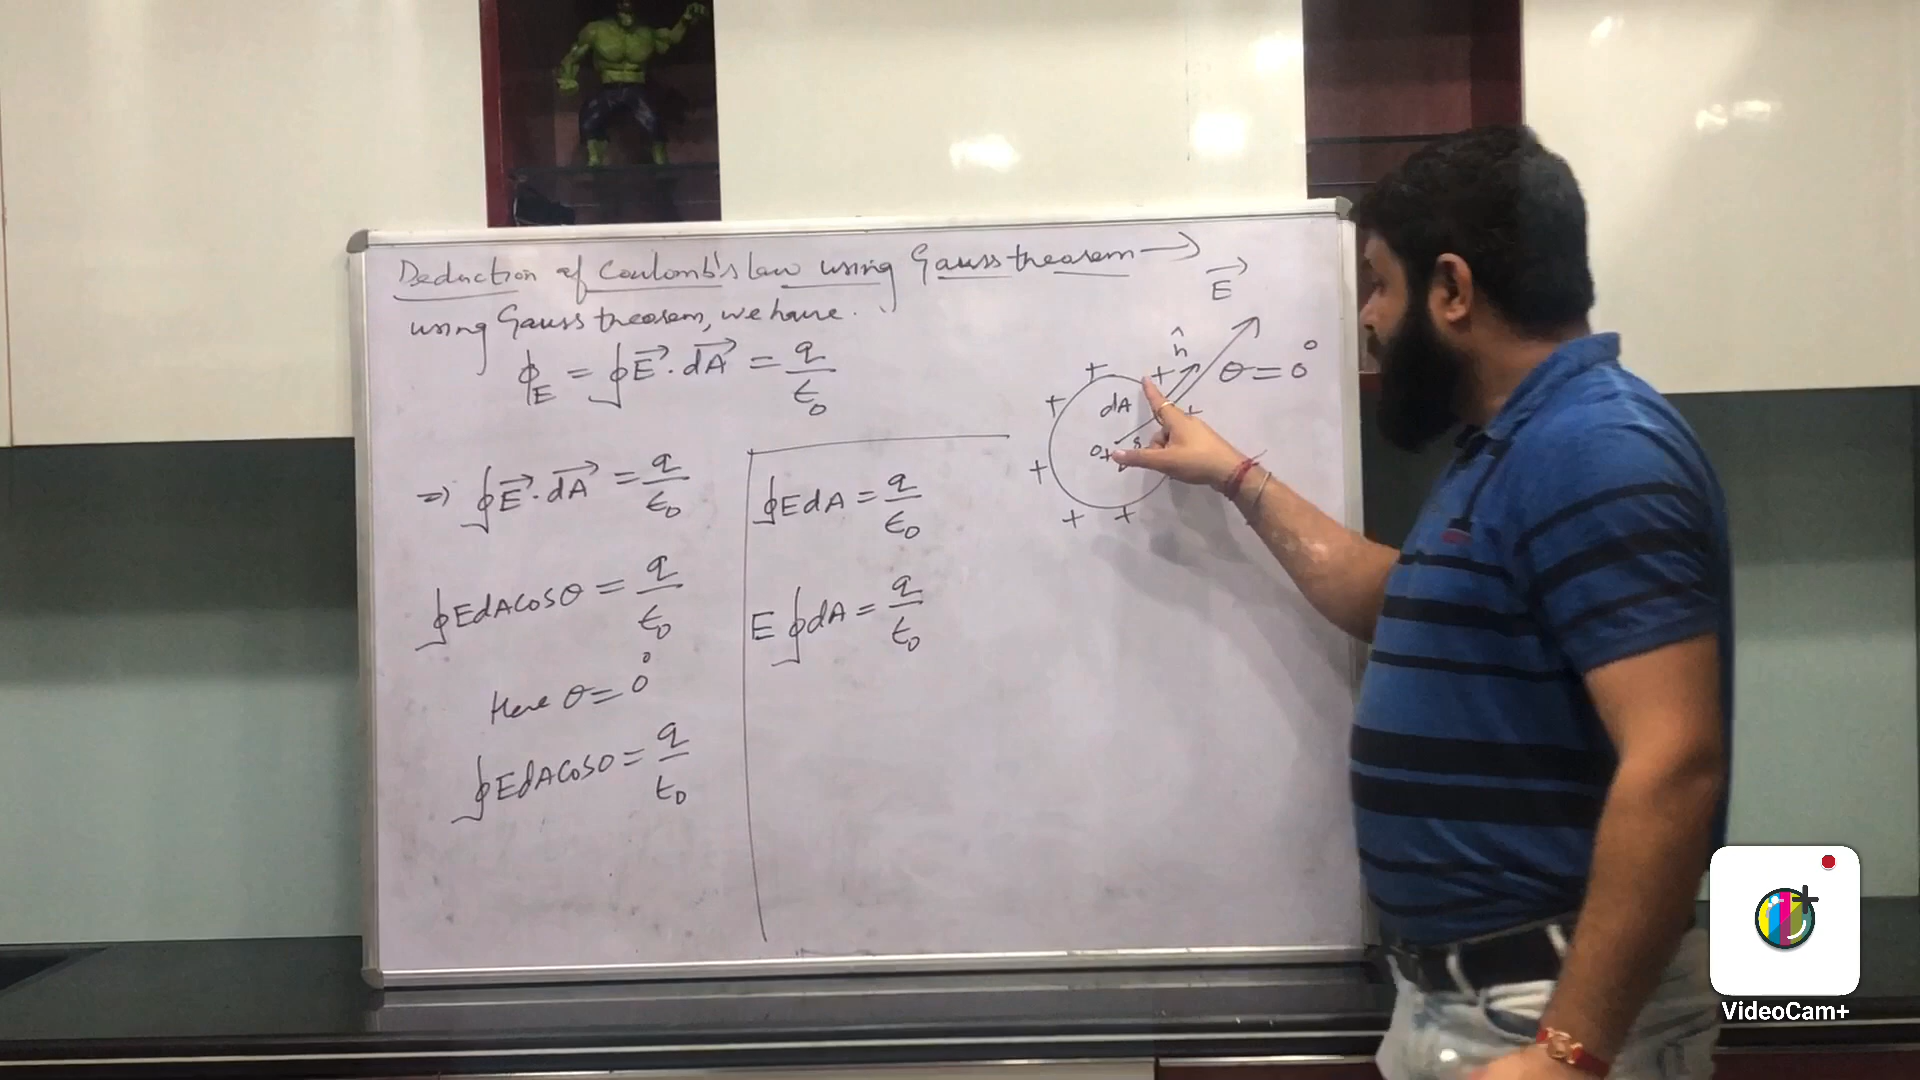 Deduction of Coulomb's law using Gauss theorem →
using Gauss theorem, we have.
ϕ_E = ∮E⃗.dA⃗ = q/ε₀
⇒ ∮E⃗.dA⃗ = q/ε₀
∮EdAcosθ = q/ε₀
Here θ=0°
∮EdAcos0 = q/ε₀
∮EdA = q/ε₀
E∮dA = q/ε₀
E⃗
n̂
θ=0°
dA
O
VideoCam+